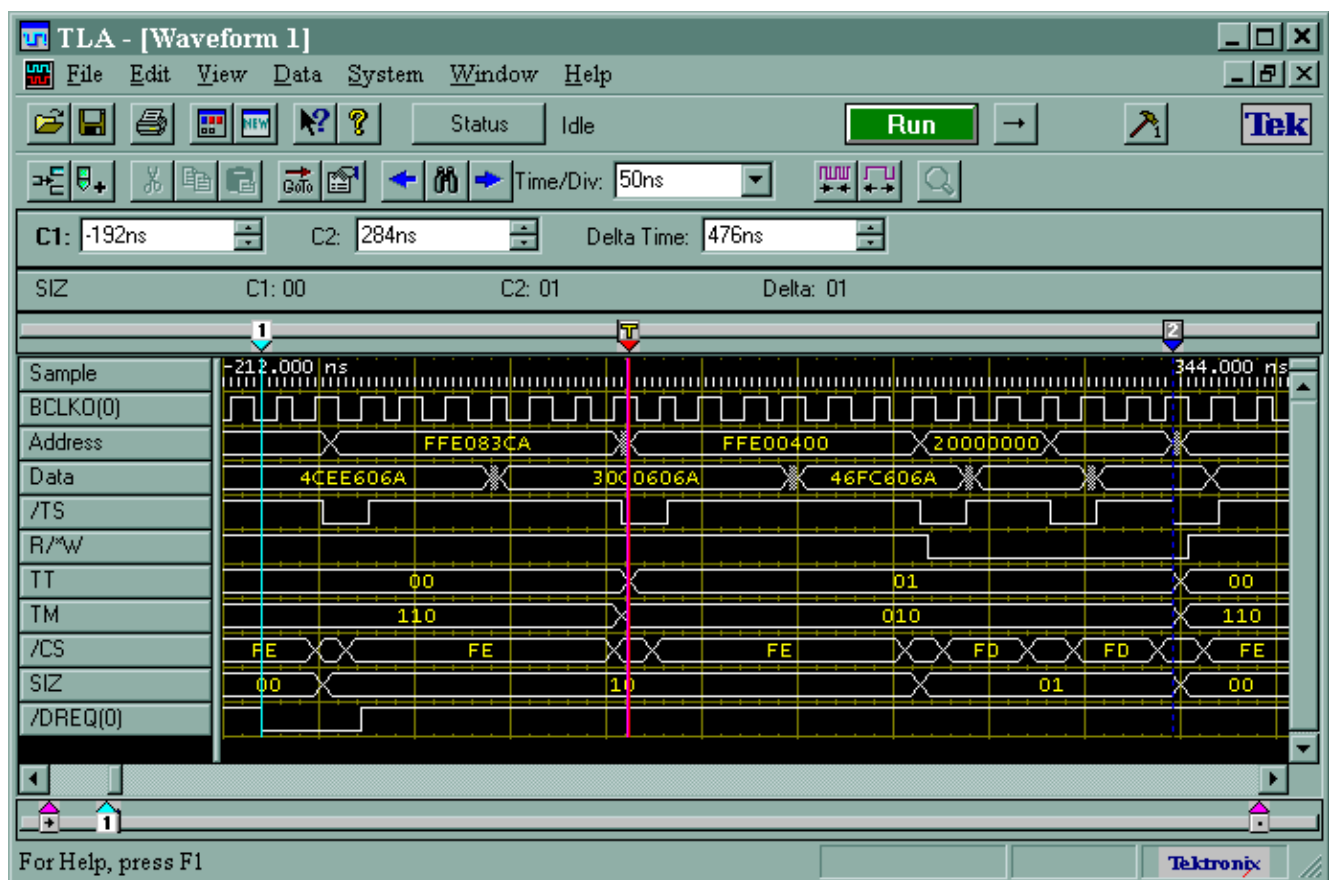 TLA - [Waveform 1]
File Edit View Data System Window Help
NEW Status Idle Run 1 Tek
GoTo Time/Div: 50ns
C1: -192ns C2: 284ns Delta Time: 476ns
SIZ C1: 00 C2: 01 Delta: 01
1 T 2
Sample -212.000 ns 344.000 ns
BCLKO(0)
Address FFE083CA FFE00400 20000000
Data 4CEE606A 30C0606A 46FC606A
/TS
R/*W
TT 00 01 00
TM 110 010 110
/CS FE FE FE FD FD FE
SIZ 00 10 01 00
/DREQ(0)
1
For Help, press F1 Tektronix